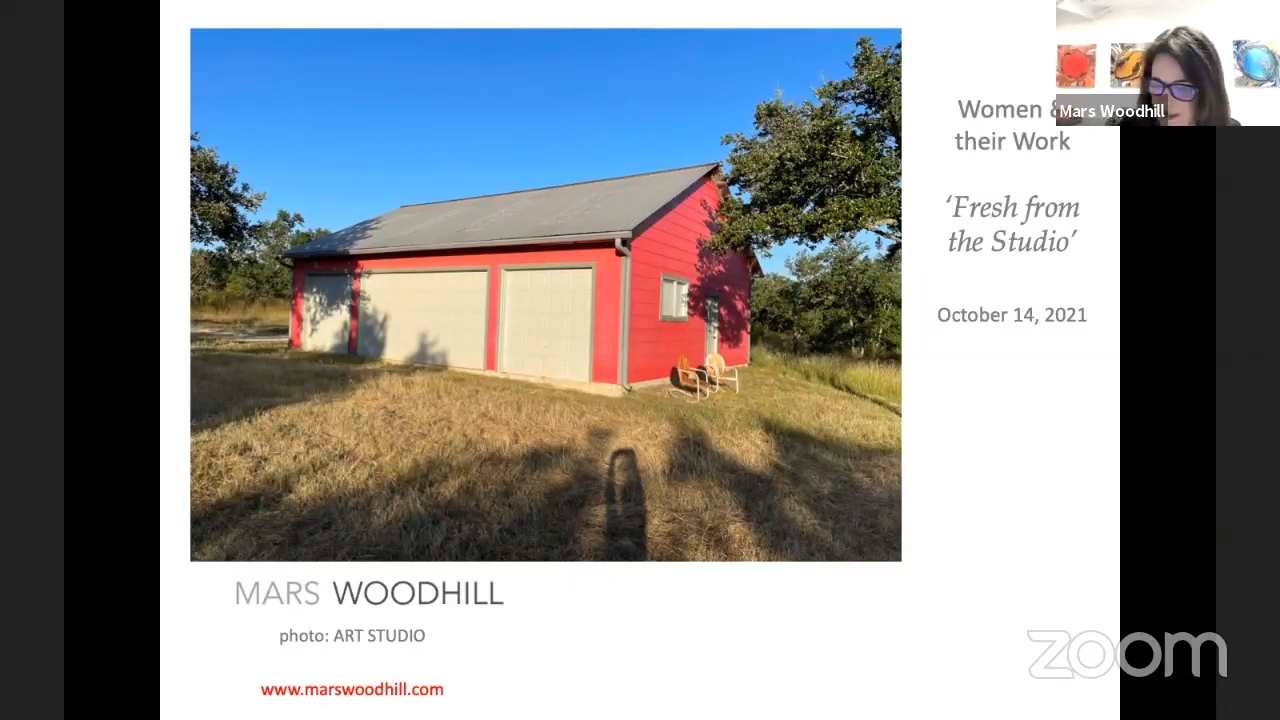 Women &
their Work
Mars Woodhill
‘Fresh from
the Studio’
October 14, 2021
MARS WOODHILL
photo: ART STUDIO
www.marswoodhill.com
zoom